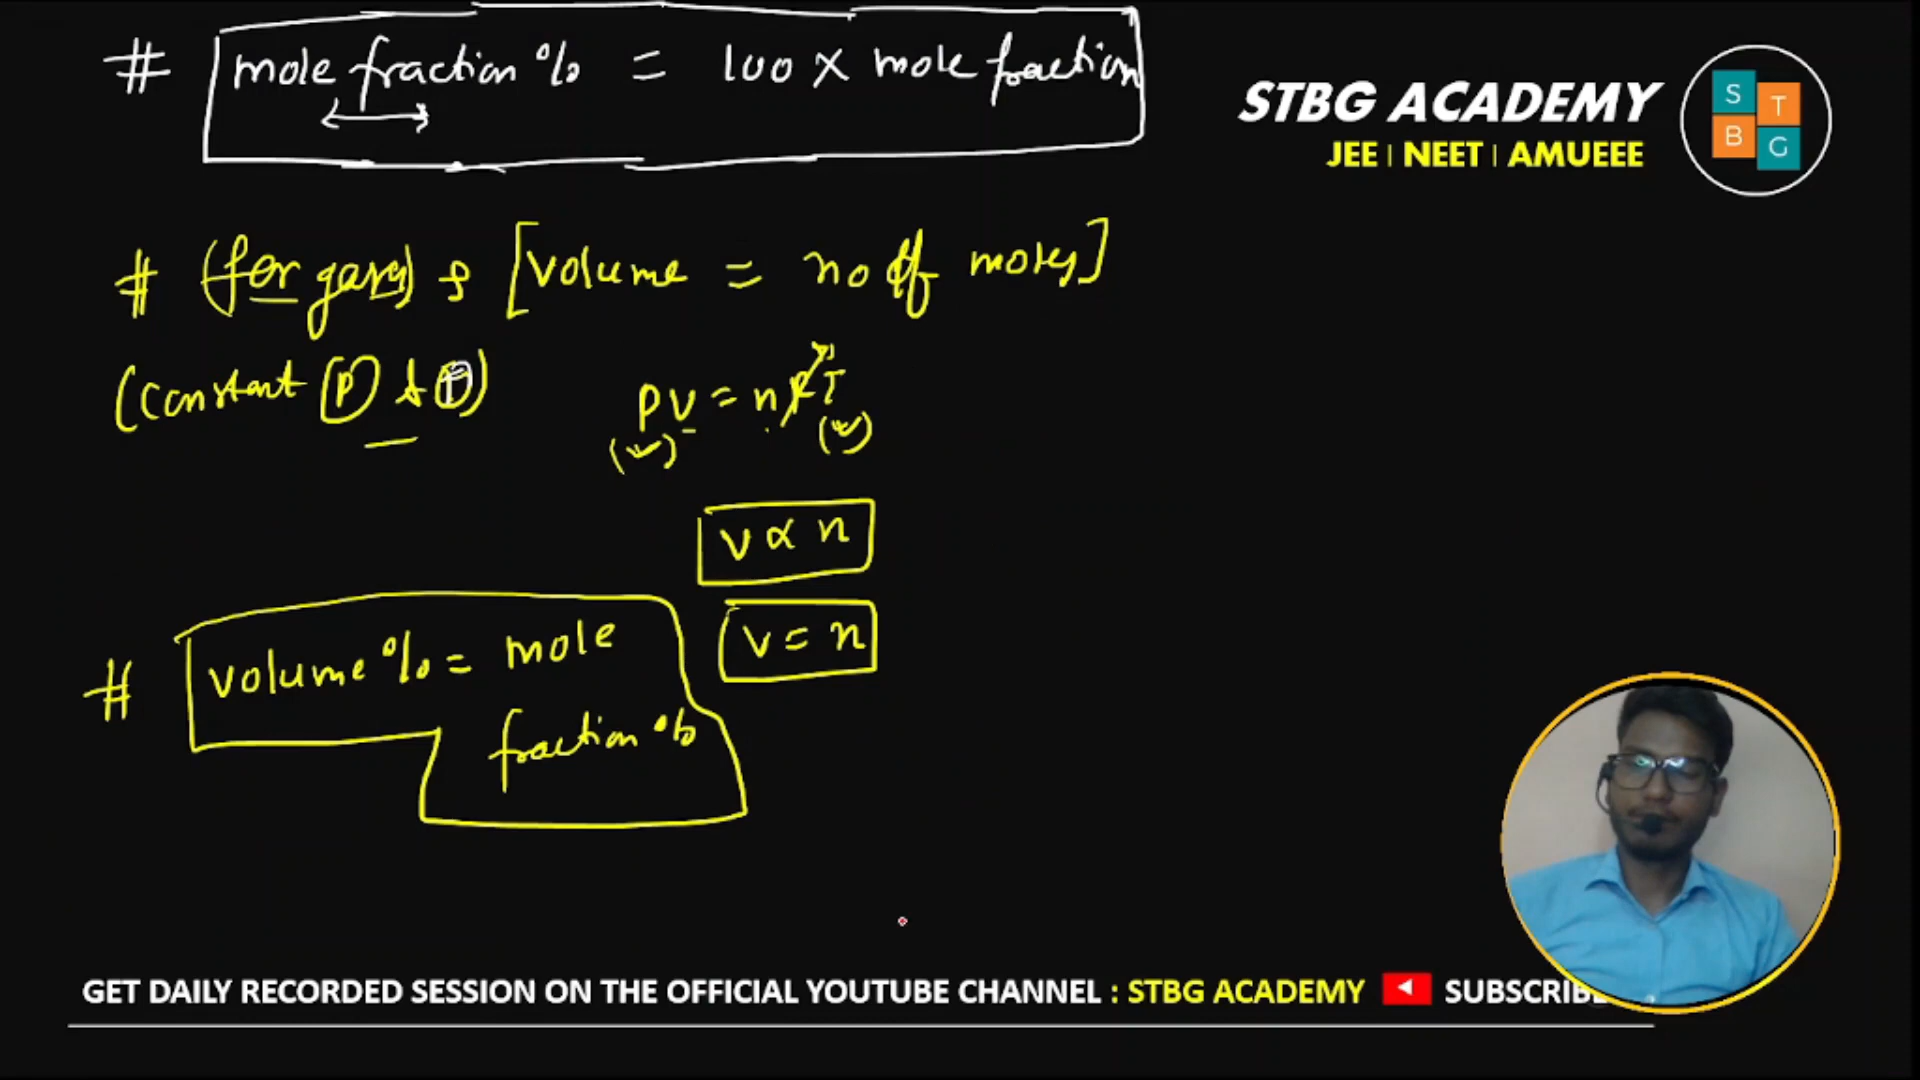 # mole fraction % = 100 × mole fraction
STBG ACADEMY
JEE | NEET | AMUEEE
S T
B G
# (for gases) [volume = no of moles]
(constant P & T)
PV = nRT
V ∝ n
V = n
# volume % = mole
fraction %
GET DAILY RECORDED SESSION ON THE OFFICIAL YOUTUBE CHANNEL : STBG ACADEMY SUBSCRIBE